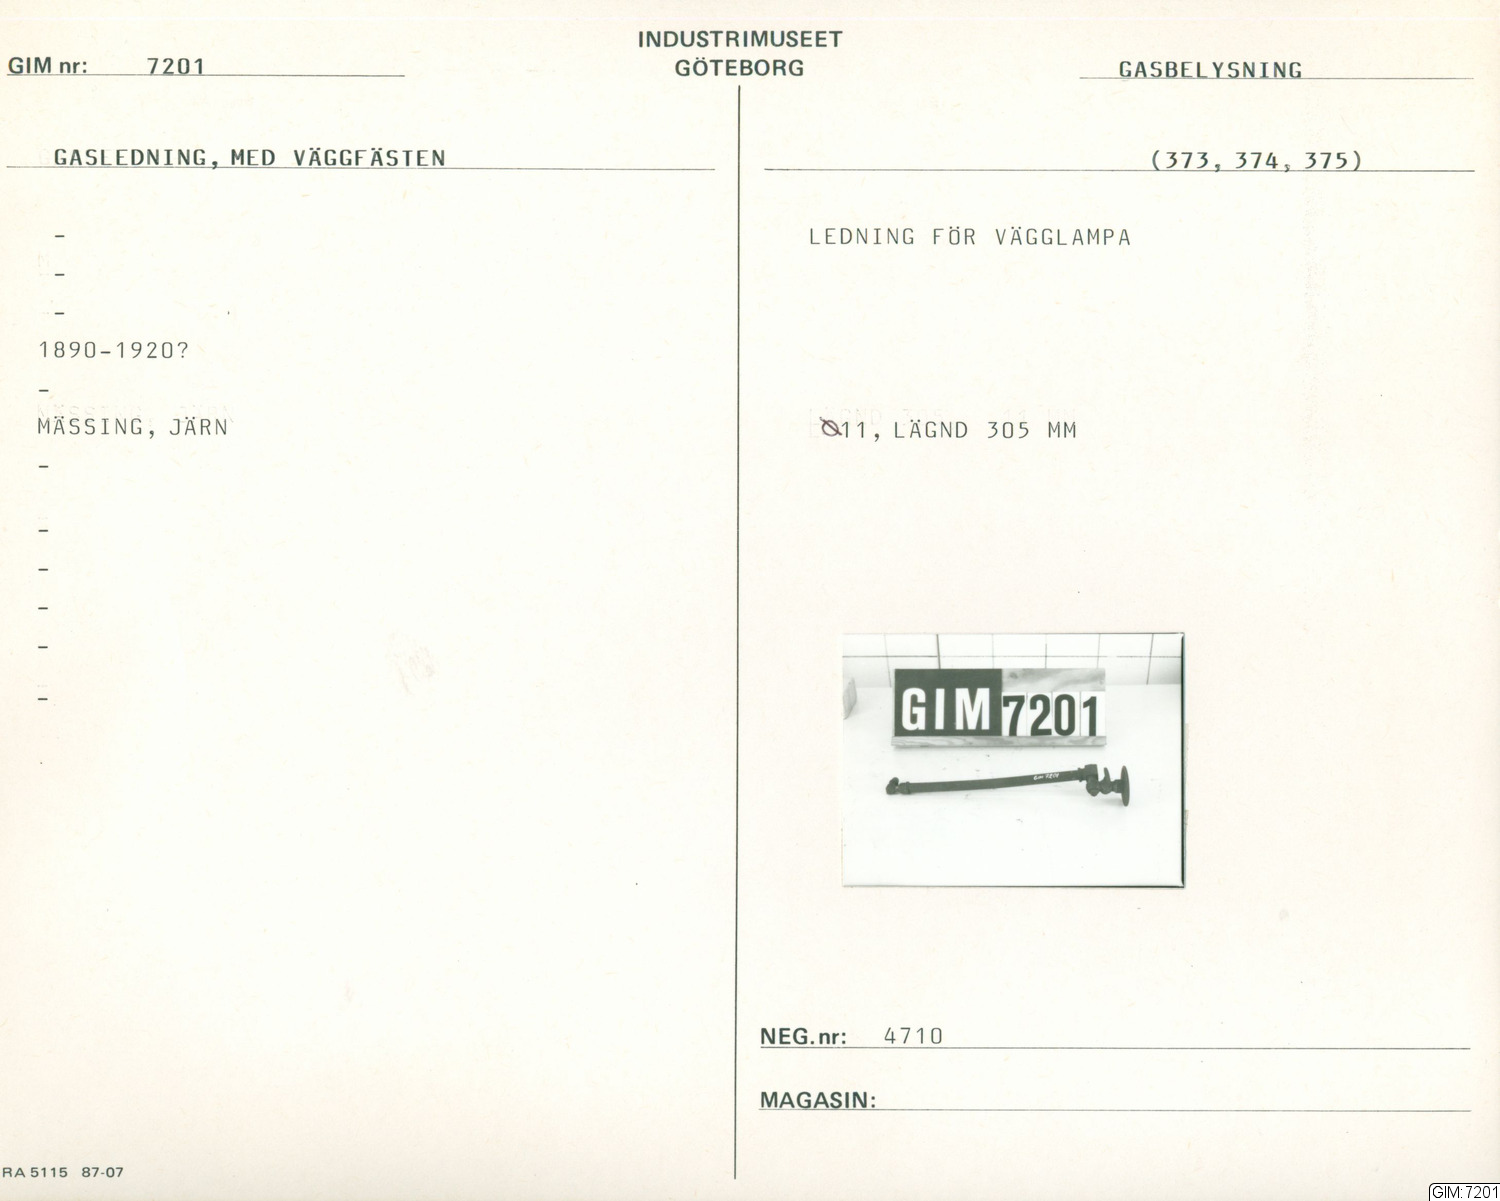 INDUSTRIMUSEET
GÖTEBORG
GIM nr: 7201
GASBELYSNING
GASLEDNING, MED VÄGGFÄSTEN
(373, 374, 375)
-
LEDNING FÖR VÄGGLAMPA
-
-
1890-1920?
-
MÄSSING, JÄRN
Ø11, LÄGND 305 MM
-
-
-
-
-
-
GIM 7201
NEG.nr: 4710
MAGASIN:
RA 5115 87-07
GIM:7201